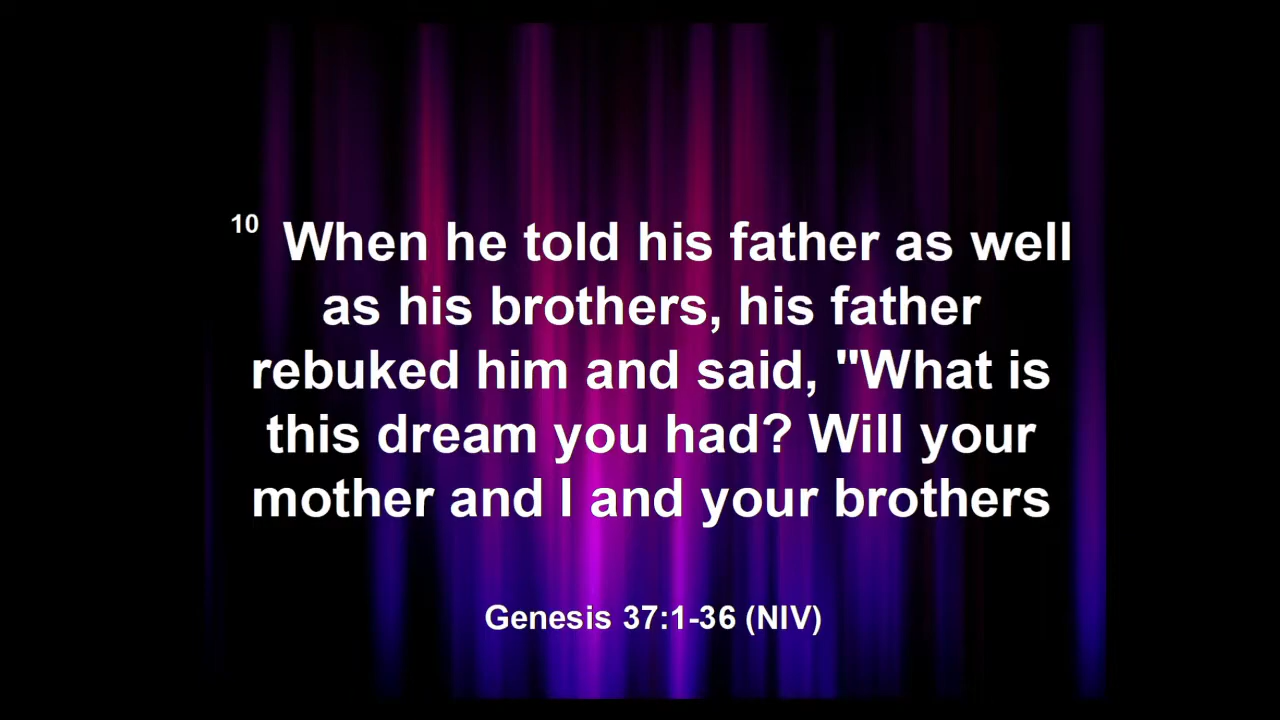 10 When he told his father as well
as his brothers, his father
rebuked him and said, "What is
this dream you had? Will your
mother and I and your brothers
Genesis 37:1-36 (NIV)